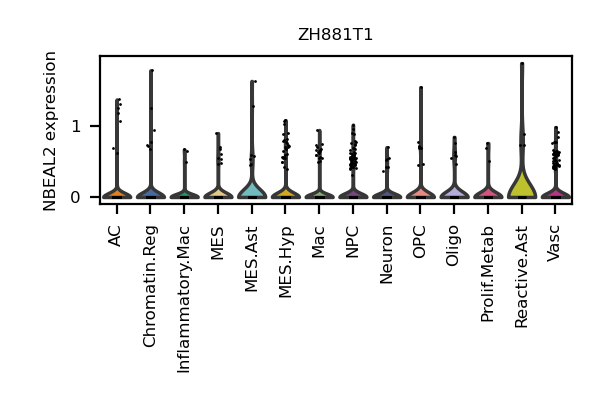 ZH881T1
NBEAL2 expression
1
0
AC
Chromatin.Reg
Inflammatory.Mac
MES
MES.Ast
MES.Hyp
Mac
NPC
Neuron
OPC
Oligo
Prolif.Metab
Reactive.Ast
Vasc